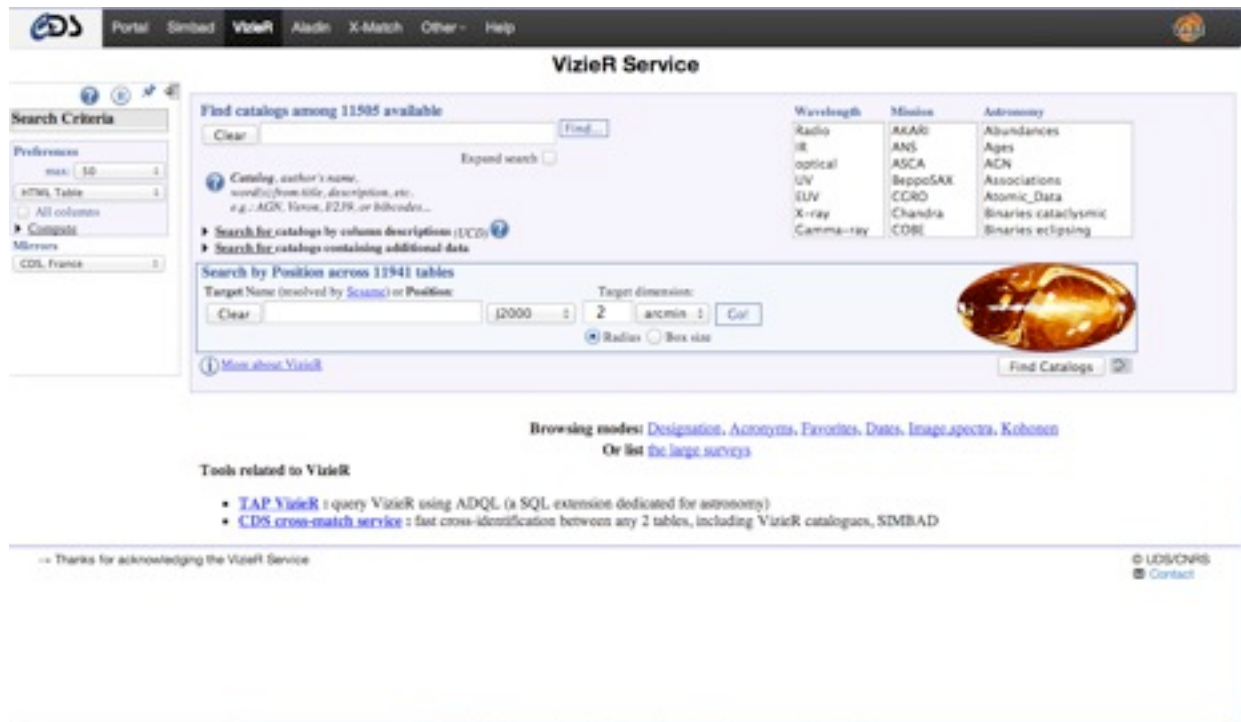 CDS Portal Simbad VizieR Aladin X-Match Other Help
VizieR Service
Search Criteria
Preferences
max: 50
HTML Table
All columns
Compute
Mirrors
CDS, France
Find catalogs among 11505 available
Clear Find...
Expand search
Catalog, author's name,
word(s) from title, description, etc.
e.g.: AGN, Veron, I/239, or bibcodes...
Search for catalogs by column descriptions (UCD)
Search for catalogs containing additional data
Wavelength Mission Astronomy
Radio AKARI Abundances
IR ANS Ages
optical ASCA AGN
UV BeppoSAX Associations
EUV CGRO Atomic_Data
X-ray Chandra Binaries:cataclysmic
Gamma-ray COBE Binaries:eclipsing
Search by Position across 11941 tables
Target Name (resolved by Sesame) or Position: Target dimension:
Clear J2000 2 arcmin Go!
Radius Box size
More about VizieR
Find Catalogs
Browsing modes: Designation, Acronyms, Favorites, Dates, Image,spectra, Kohonen
Or list the large surveys
Tools related to VizieR
TAP VizieR : query VizieR using ADQL (a SQL extension dedicated for astronomy)
CDS cross-match service : fast cross-identification between any 2 tables, including VizieR catalogues, SIMBAD
→ Thanks for acknowledging the VizieR Service
© UDS/CNRS
Contact